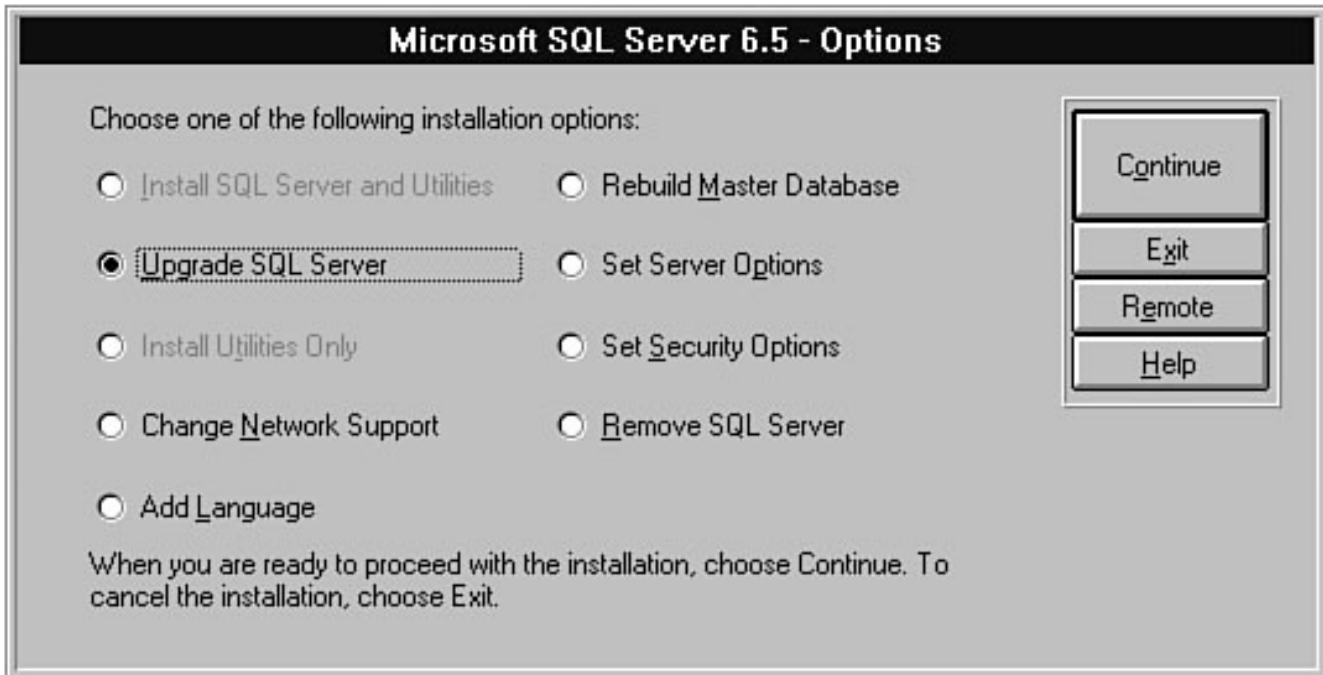 Microsoft SQL Server 6.5 - Options
Choose one of the following installation options:
Install SQL Server and Utilities
Rebuild Master Database
Upgrade SQL Server
Set Server Options
Install Utilities Only
Set Security Options
Change Network Support
Remove SQL Server
Add Language
When you are ready to proceed with the installation, choose Continue. To
cancel the installation, choose Exit.
Continue
Exit
Remote
Help